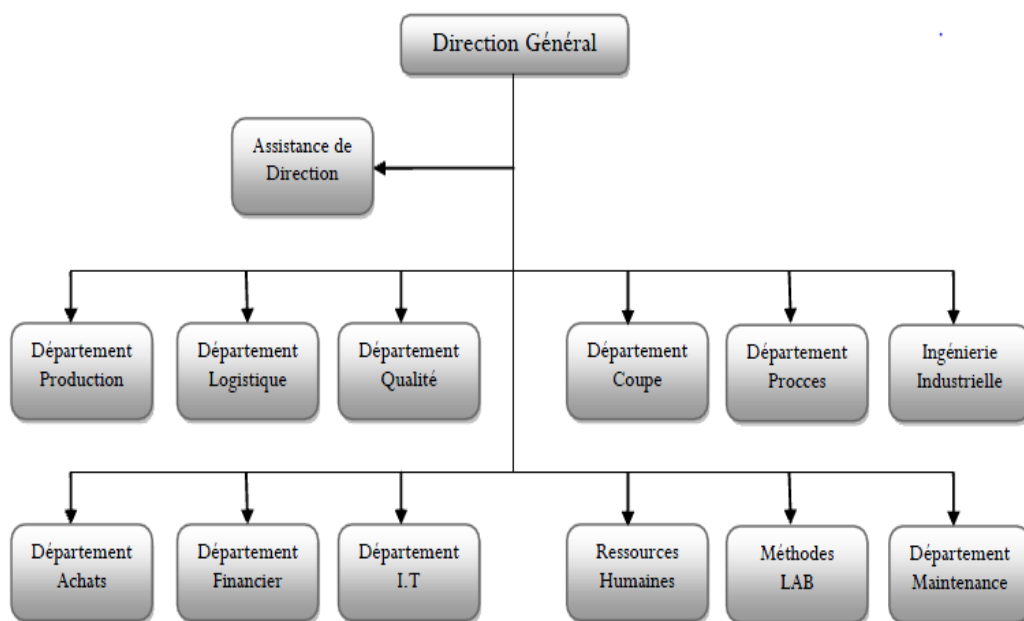 Direction Général
Assistance de
Direction
Département
Production
Département
Logistique
Département
Qualité
Département
Coupe
Département
Procces
Ingénierie
Industrielle
Département
Achats
Département
Financier
Département
I.T
Ressources
Humaines
Méthodes
LAB
Département
Maintenance